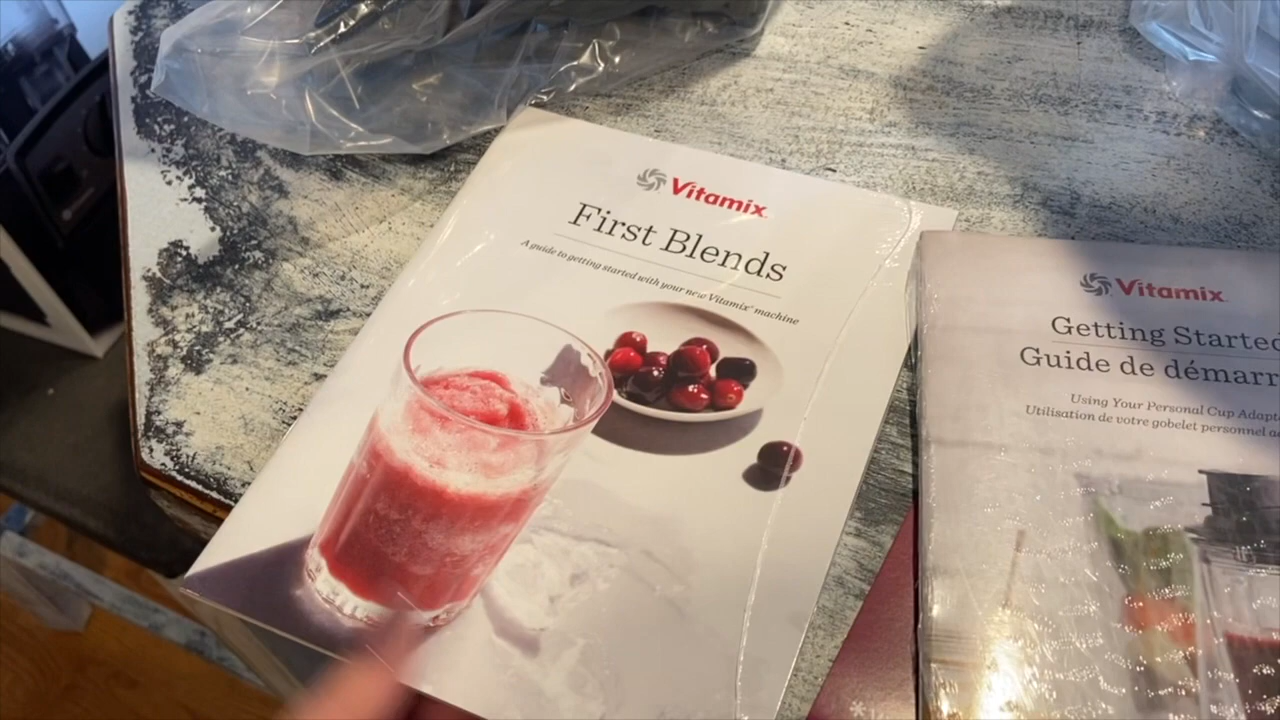 Vitamix
First Blends
A guide to getting started with your new Vitamix® machine
Vitamix
Getting Started
Guide de démarr
Using Your Personal Cup Adapte
Utilisation de votre gobelet personnel a